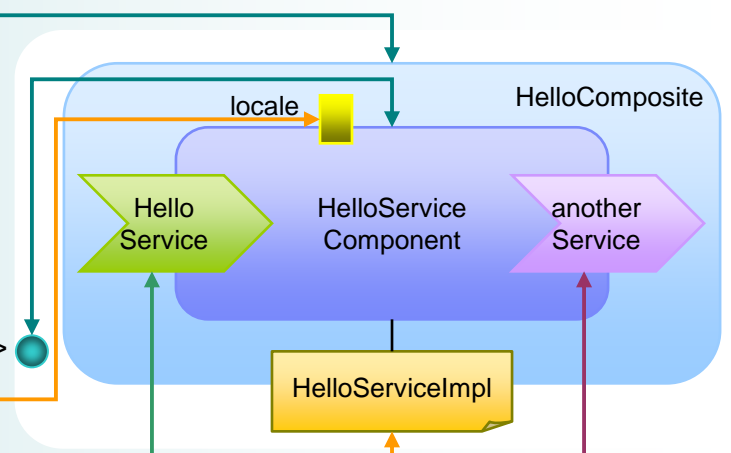 HelloComposite
locale
Hello
Service
HelloService
Component
another
Service
>
HelloServiceImpl